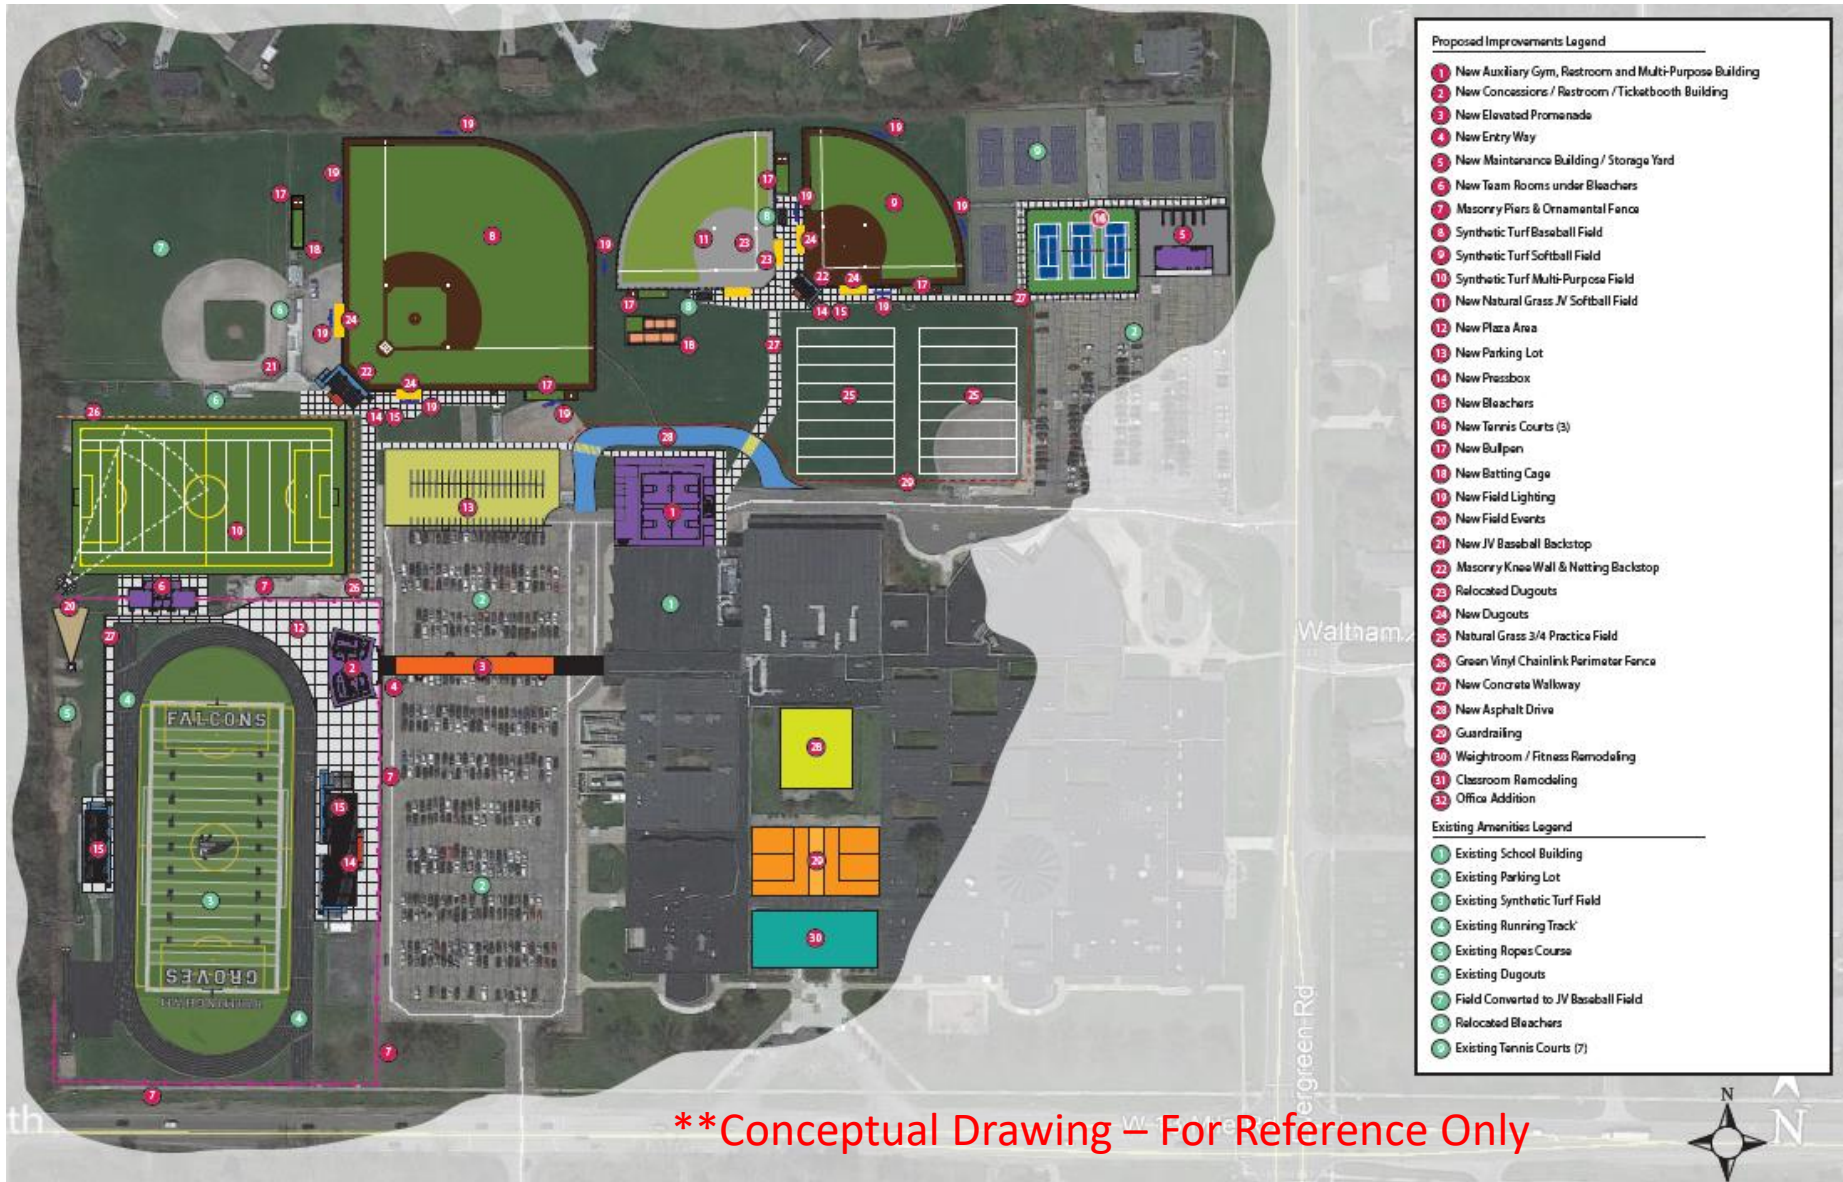 Proposed Improvements Legend
1 New Auxiliary Gym, Restroom and Multi-Purpose Building
2 New Concessions / Restroom / Ticketbooth Building
3 New Elevated Promenade
4 New Entry Way
5 New Maintenance Building / Storage Yard
6 New Team Rooms under Bleachers
7 Masonry Piers & Ornamental Fence
8 Synthetic Turf Baseball Field
9 Synthetic Turf Softball Field
10 Synthetic Turf Multi-Purpose Field
11 New Natural Grass JV Softball Field
12 New Plaza Area
13 New Parking Lot
14 New Pressbox
15 New Bleachers
16 New Tennis Courts (3)
17 New Bullpen
18 New Batting Cage
19 New Field Lighting
20 New Field Events
21 New JV Baseball Backstop
22 Masonry Knee Wall & Netting Backstop
23 Relocated Dugouts
24 New Dugouts
25 Natural Grass 3/4 Practice Field
26 Green Vinyl Chainlink Perimeter Fence
27 New Concrete Walkway
28 New Asphalt Drive
29 Guardrailing
30 Weightroom / Fitness Remodeling
31 Classroom Remodeling
32 Office Addition
Existing Amenities Legend
1 Existing School Building
2 Existing Parking Lot
3 Existing Synthetic Turf Field
4 Existing Running Track'
5 Existing Ropes Course
6 Existing Dugouts
7 Field Converted to JV Baseball Field
8 Relocated Bleachers
9 Existing Tennis Courts (7)
FALCONS
GROVES
BIRMINGHAM
Waltham
vergreen Rd
th
**Conceptual Drawing – For Reference Only
N
N